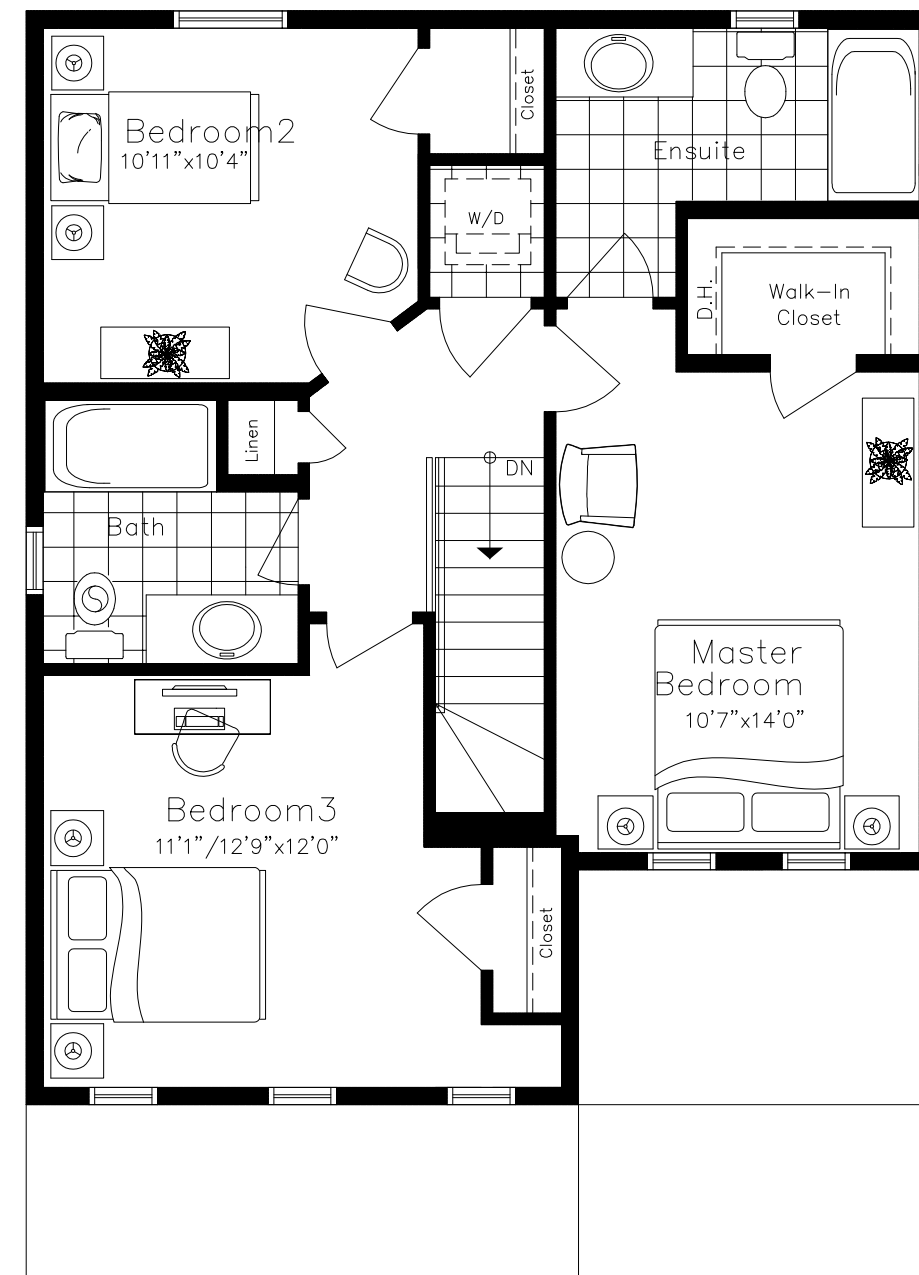 Bedroom2
10'11"x10'4"
Closet
Ensuite
W/D
D.H.
Walk-In
Closet
Linen
DN
Bath
Master
Bedroom
10'7"x14'0"
Bedroom3
11'1"/12'9"x12'0"
Closet